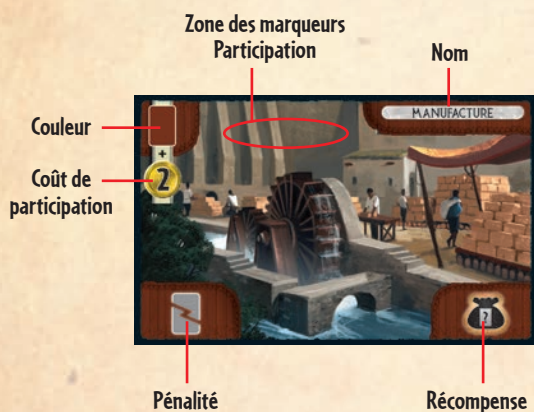 Zone des marqueurs
Participation
Nom
Couleur
MANUFACTURE
+
2
Coût de
participation
?
Pénalité
Récompense